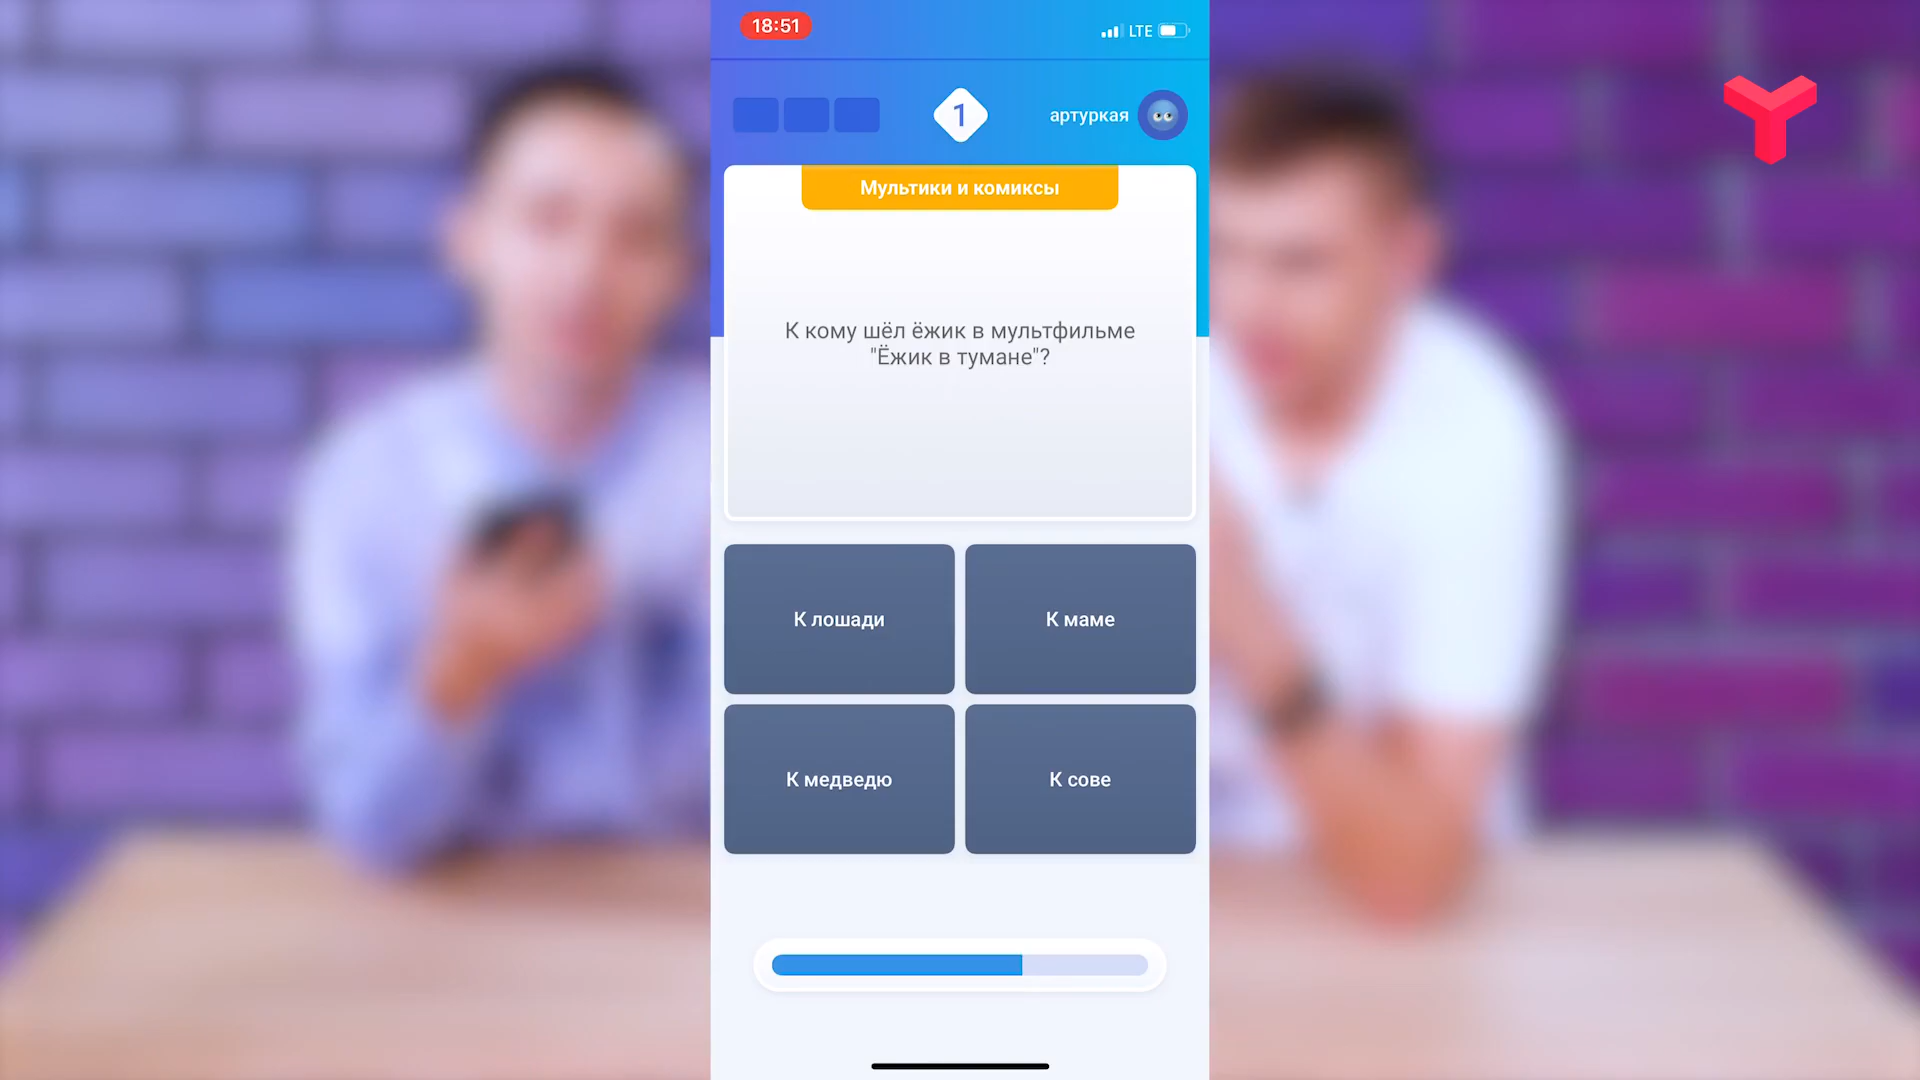 18:51
LTE
1
артуркая
Мультики и комиксы
К кому шёл ёжик в мультфильме
"Ёжик в тумане"?
К лошади
К маме
К медведю
К сове